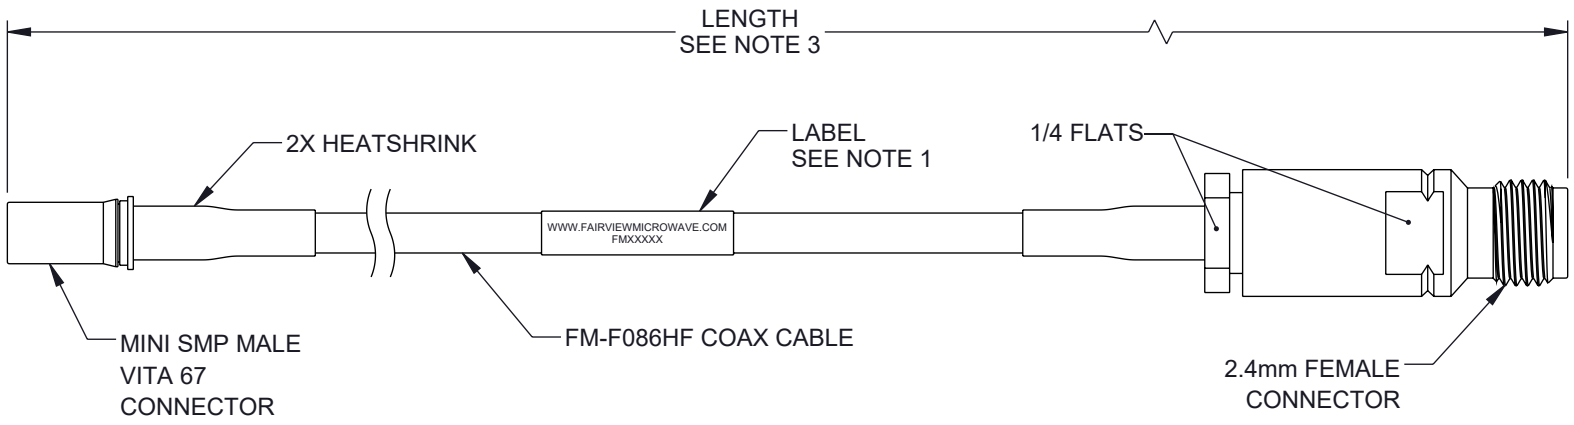 LENGTH
SEE NOTE 3
2X HEATSHRINK
LABEL
SEE NOTE 1
1/4 FLATS
WWW.FAIRVIEWMICROWAVE.COM
FMXXXXX
MINI SMP MALE
VITA 67
CONNECTOR
FM-F086HF COAX CABLE
2.4mm FEMALE
CONNECTOR